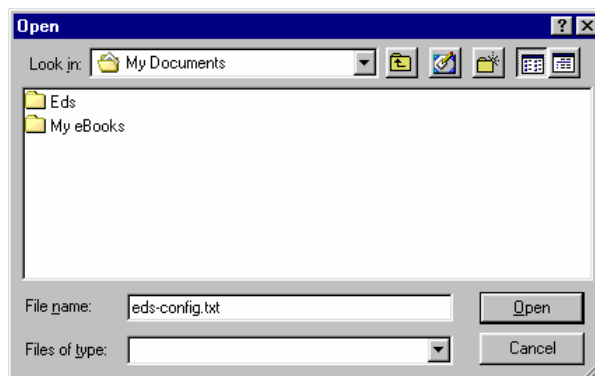 Open
Look in: My Documents
Eds
My eBooks
File name: eds-config.txt Open
Files of type: Cancel